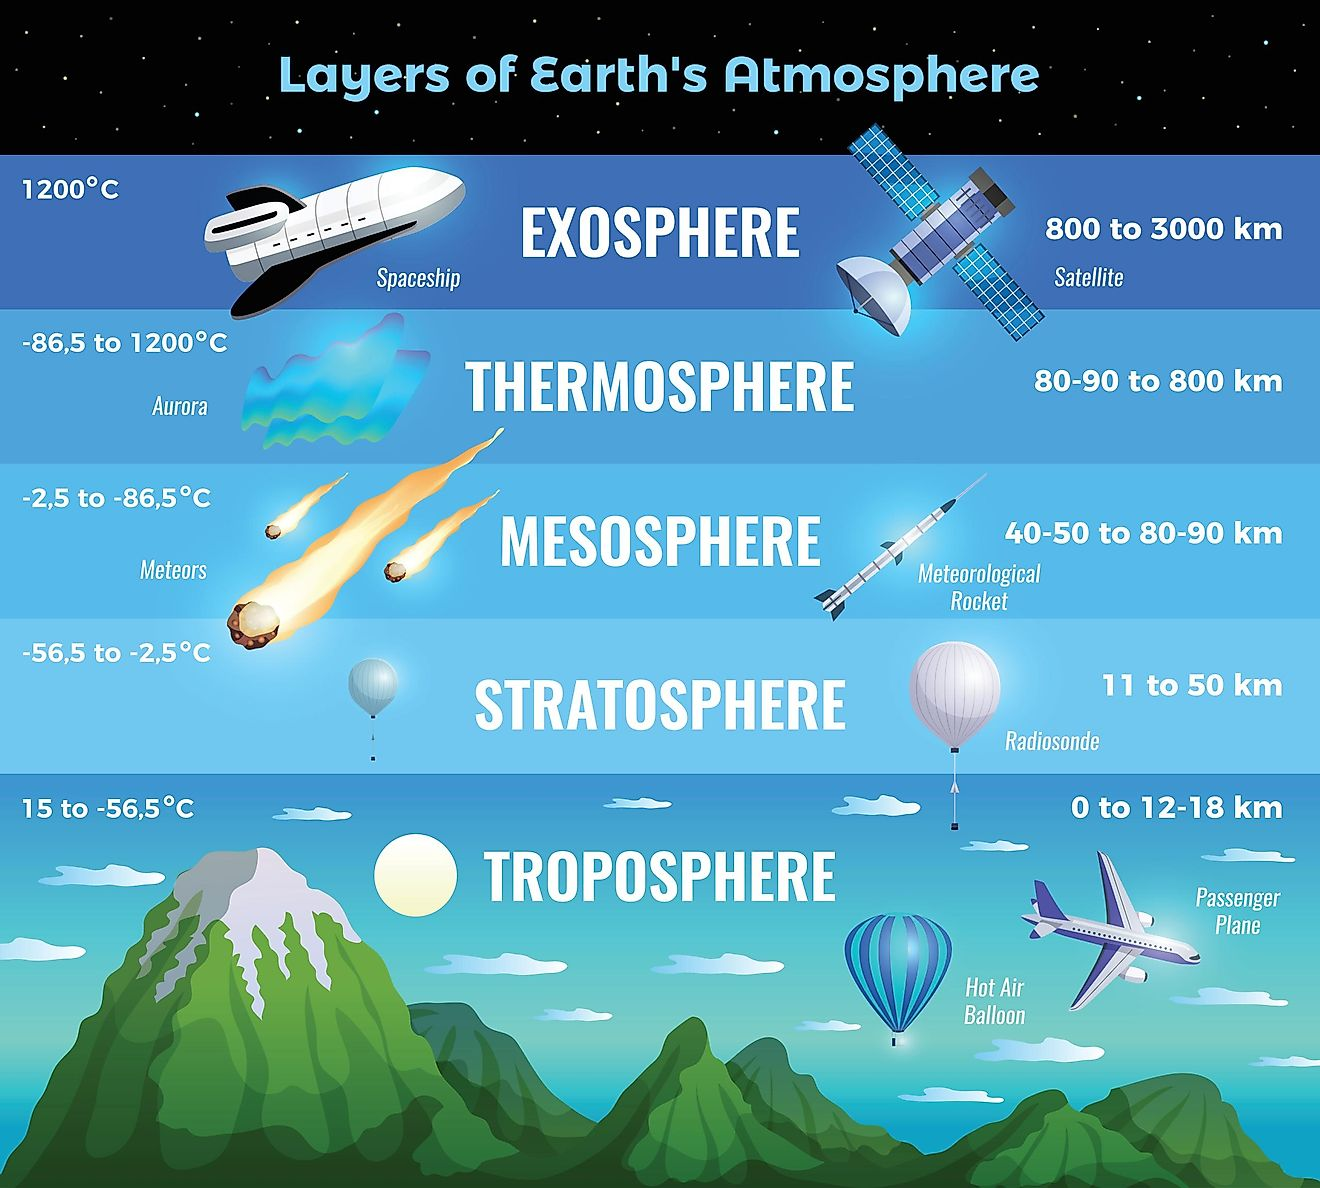 Layers of Earth's Atmosphere
1200°C
EXOSPHERE
800 to 3000 km
Spaceship
Satellite
-86,5 to 1200°C
THERMOSPHERE
80-90 to 800 km
Aurora
-2,5 to -86,5°C
MESOSPHERE
40-50 to 80-90 km
Meteors
Meteorological
Rocket
-56,5 to -2,5°C
STRATOSPHERE
11 to 50 km
Radiosonde
15 to -56,5°C
0 to 12-18 km
TROPOSPHERE
Passenger
Plane
Hot Air
Balloon